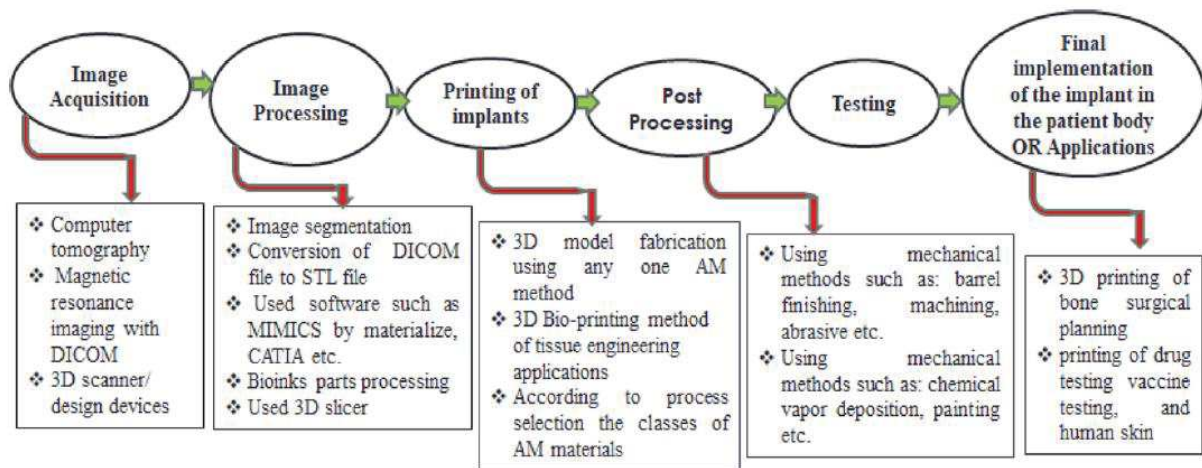 Image
Acquisition
Image
Processing
Printing of
implants
Post
Processing
Testing
Final
implementation
of the implant in
the patient body
OR Applications
❖ Computer
tomography
❖ Magnetic
resonance
imaging with
DICOM
❖ 3D scanner/
design devices
❖ Image segmentation
❖ Conversion of DICOM
file to STL file
❖ Used software such as
MIMICS by materialize,
CATIA etc.
❖ Bioinks parts processing
❖ Used 3D slicer
❖ 3D model fabrication
using any one AM
method
❖ 3D Bio-printing method
of tissue engineering
applications
❖ According to process
selection the classes of
AM materials
❖ Using mechanical
methods such as: barrel
finishing, machining,
abrasive etc.
❖ Using mechanical
methods such as: chemical
vapor deposition, painting
etc.
❖ 3D printing of
bone surgical
planning
❖ printing of drug
testing vaccine
testing, and
human skin